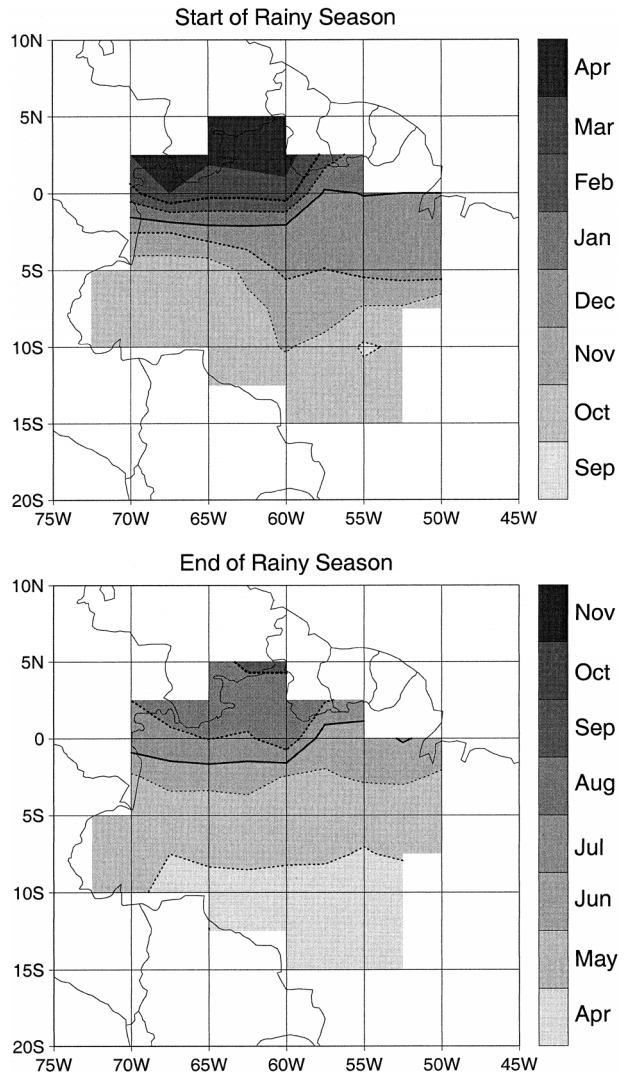 Start of Rainy Season
10N
5N
0
5S
10S
15S
20S
75W 70W 65W 60W 55W 50W 45W
Apr
Mar
Feb
Jan
Dec
Nov
Oct
Sep
End of Rainy Season
10N
5N
0
5S
10S
15S
20S
75W 70W 65W 60W 55W 50W 45W
Nov
Oct
Sep
Aug
Jul
Jun
May
Apr